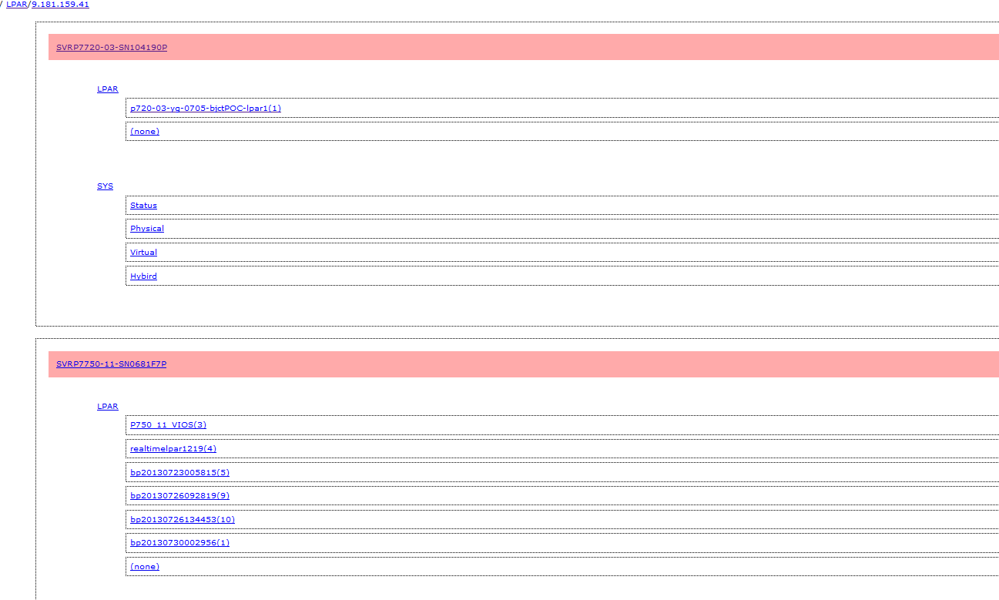 / LPAR/9.181.159.41
SVRP7720-03-SN104190P
LPAR
p720-03-yq-0705-bjctPOC-lpar1(1)
(none)
SYS
Status
Physical
Virtual
Hybird
SVRP7750-11-SN0681F7P
LPAR
P750_11_VIOS(3)
realtimelpar1219(4)
bp20130723005815(5)
bp20130726092819(9)
bp20130726134453(10)
bp20130730002956(1)
(none)